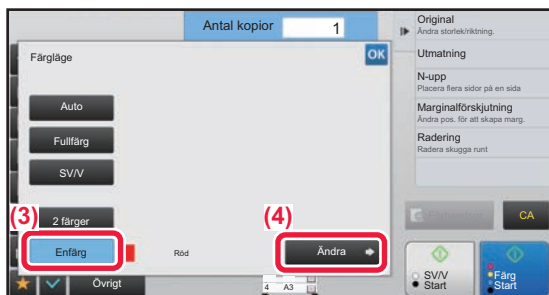 Antal kopior 1
Färgläge
OK
Auto
Fullfärg
SV/V
(3)
2 färger
Enfärg
Röd
(4)
Ändra
Övrigt
4 A3
Original
Ändra storlek/riktning.
Utmatning
N-upp
Placera flera sidor på en sida
Marginalförskjutning
Ändra pos. för att skapa marg.
Radering
Radera skugga runt
CA
SV/V
Start
Färg
Start